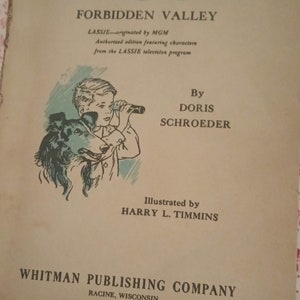 FORBIDDEN VALLEY
LASSIE—originated by MGM
Authorized edition featuring characters
from the LASSIE television program
By
DORIS
SCHROEDER
Illustrated by
HARRY L. TIMMINS
WHITMAN PUBLISHING COMPANY
RACINE, WISCONSIN